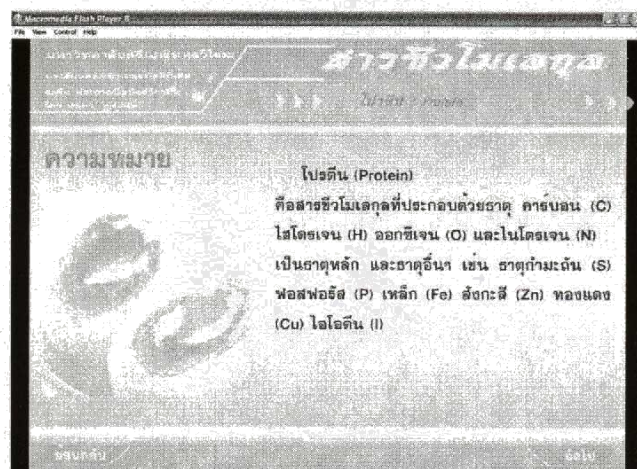 Macromedia Flash Player 8
File View Control Help
สารชีวโมเลกุล
โปรตีน : Protein
ความหมาย
โปรตีน (Protein)
คือสารชีวโมเลกุลที่ประกอบด้วยธาตุ คาร์บอน (C)
ไฮโดรเจน (H) ออกซิเจน (O) และไนโตรเจน (N)
เป็นธาตุหลัก และธาตุอื่นๆ เช่น ธาตุกำมะถัน (S)
ฟอสฟอรัส (P) เหล็ก (Fe) สังกะสี (Zn) ทองแดง
(Cu) ไอโอดีน (I)
ย้อนกลับ
ถัดไป